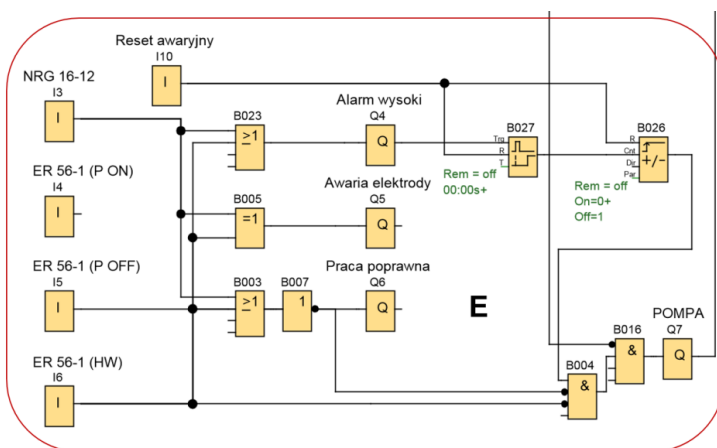 Reset awaryjny
I10
I
NRG 16-12
I3
I
ER 56-1 (P ON)
I4
I
ER 56-1 (P OFF)
I5
I
ER 56-1 (HW)
I6
I
B023
>1
Alarm wysoki
Q4
Q
B005
=1
Awaria elektrody
Q5
Q
B003
>1
B007
1
Praca poprawna
Q6
Q
B027
Trg
R
T
Rem = off
00:00s+
B026
R
Cnt
Dir
Par
+/-
Rem = off
On=0+
Off=1
E
B004
&
B016
&
POMPA
Q7
Q